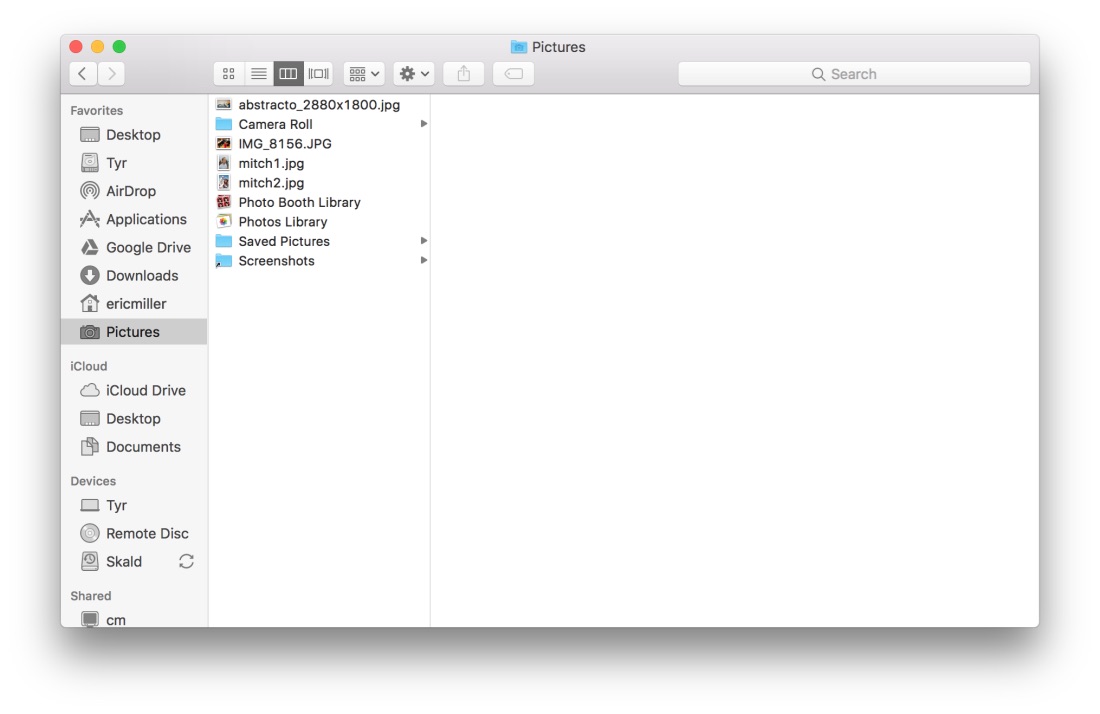 Pictures
Search
Favorites
Desktop
Tyr
AirDrop
Applications
Google Drive
Downloads
ericmiller
Pictures
iCloud
iCloud Drive
Desktop
Documents
Devices
Tyr
Remote Disc
Skald
Shared
cm
abstracto_2880x1800.jpg
Camera Roll
IMG_8156.JPG
mitch1.jpg
mitch2.jpg
Photo Booth Library
Photos Library
Saved Pictures
Screenshots